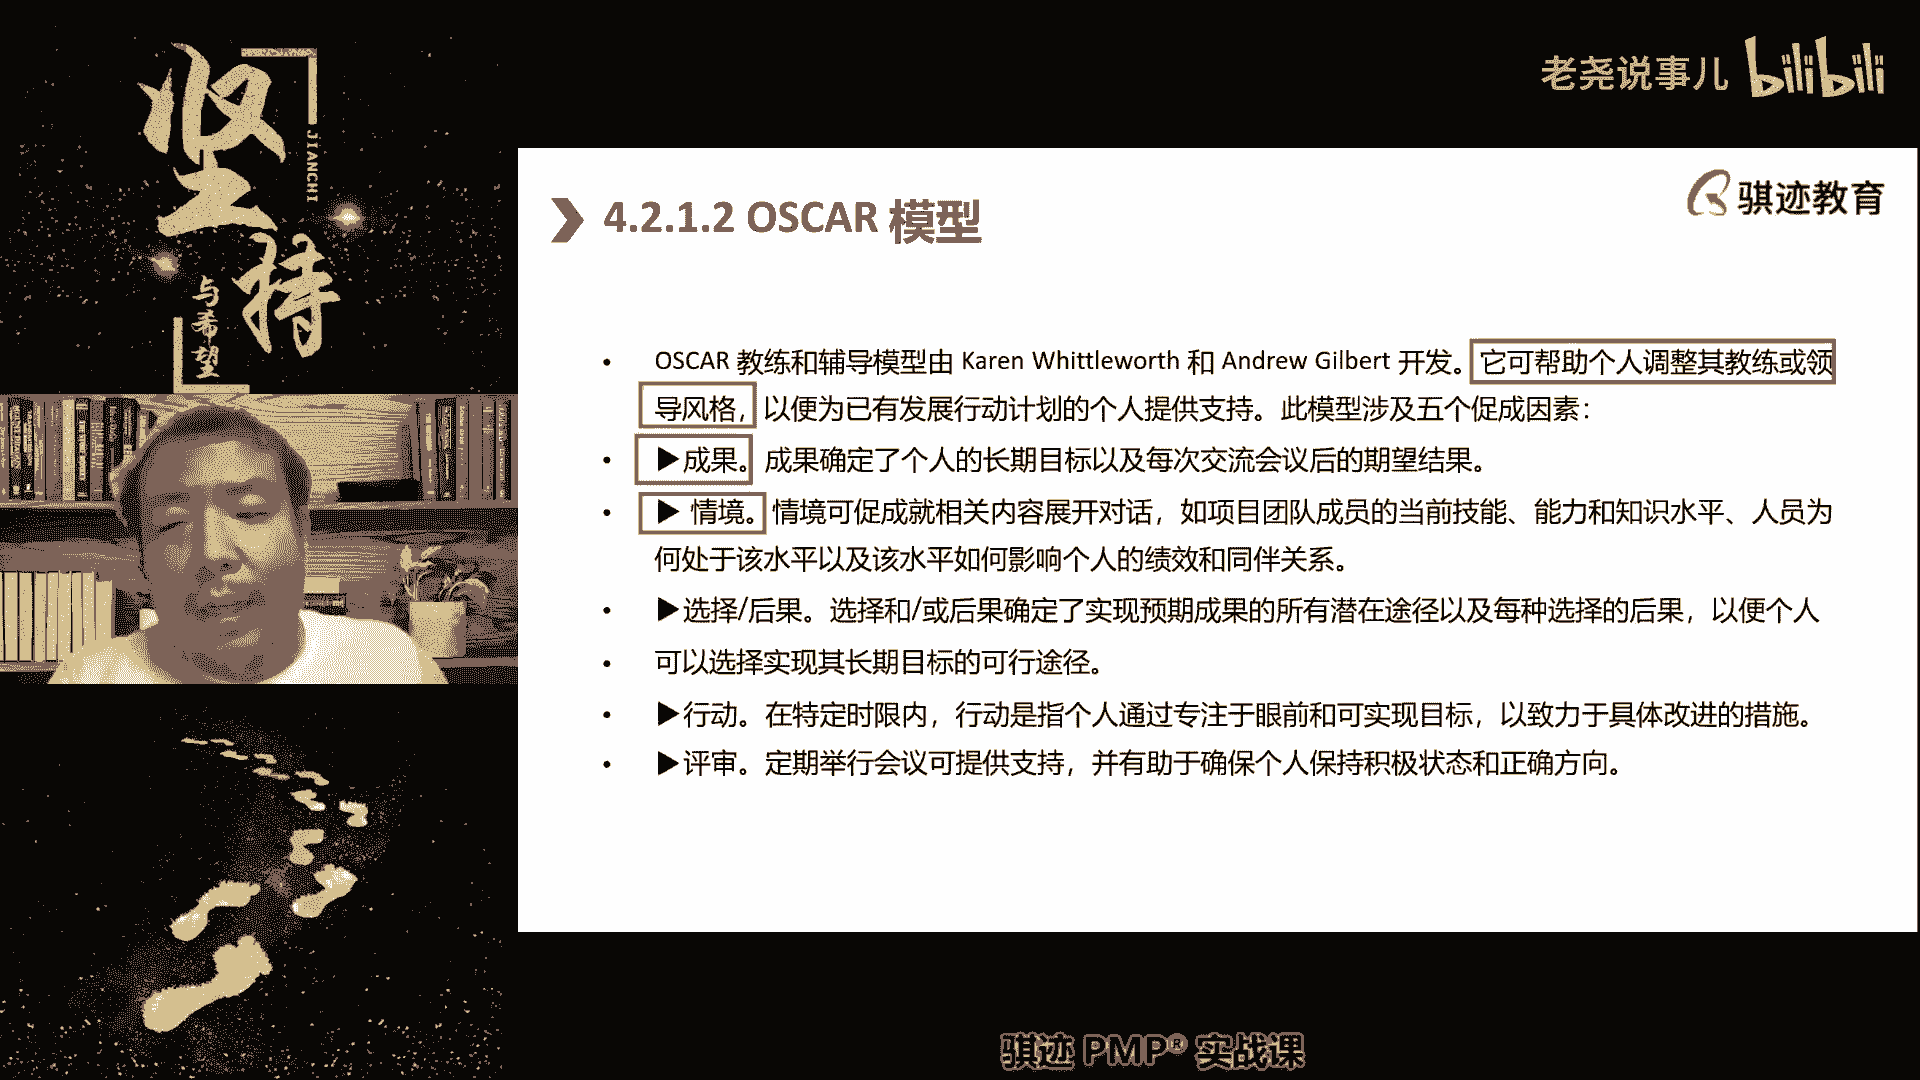 坚持
JIANCHI
与希望
老尧说事儿 bilibili
骐迹教育
4.2.1.2 OSCAR 模型
• OSCAR 教练和辅导模型由 Karen Whittleworth 和 Andrew Gilbert 开发。它可帮助个人调整其教练或领
导风格，以便为已有发展行动计划的个人提供支持。此模型涉及五个促成因素：
• ▶成果。成果确定了个人的长期目标以及每次交流会议后的期望结果。
• ▶ 情境。情境可促成就相关内容展开对话，如项目团队成员的当前技能、能力和知识水平、人员为
何处于该水平以及该水平如何影响个人的绩效和同伴关系。
• ▶选择/后果。选择和/或后果确定了实现预期成果的所有潜在途径以及每种选择的后果，以便个人
• 可以选择实现其长期目标的可行途径。
• ▶行动。在特定时限内，行动是指个人通过专注于眼前和可实现目标，以致力于具体改进的措施。
• ▶评审。定期举行会议可提供支持，并有助于确保个人保持积极状态和正确方向。
骐迹 PMP® 实战课